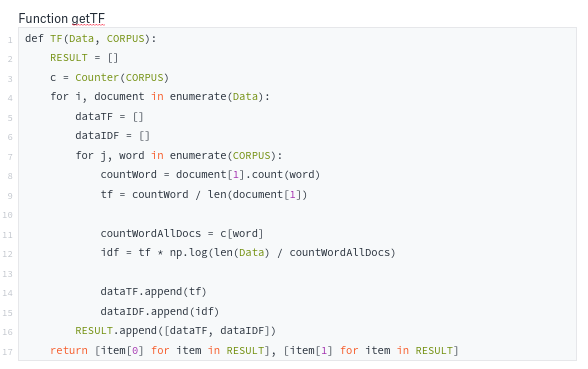 Function getTF
1 def TF(Data, CORPUS):
2     RESULT = []
3     c = Counter(CORPUS)
4     for i, document in enumerate(Data):
5         dataTF = []
6         dataIDF = []
7         for j, word in enumerate(CORPUS):
8             countWord = document[1].count(word)
9             tf = countWord / len(document[1])
10
11             countWordAllDocs = c[word]
12             idf = tf * np.log(len(Data) / countWordAllDocs)
13
14             dataTF.append(tf)
15             dataIDF.append(idf)
16         RESULT.append([dataTF, dataIDF])
17     return [item[0] for item in RESULT], [item[1] for item in RESULT]